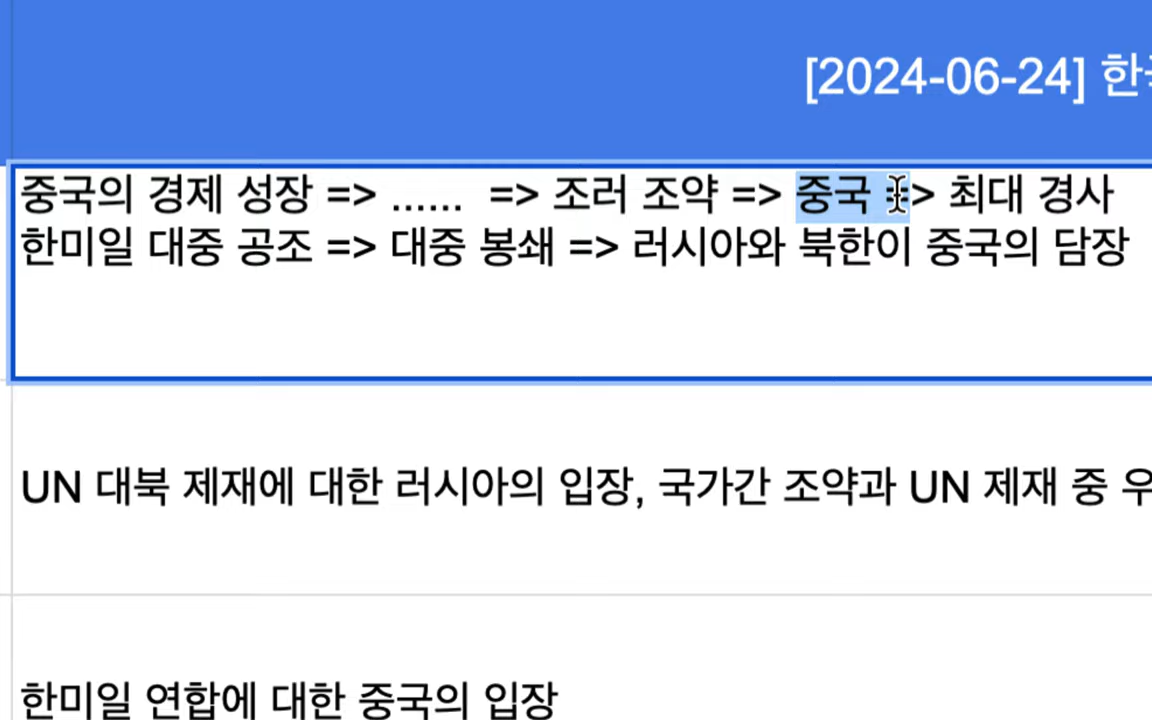 [2024-06-24]
중국의 경제 성장 => ...... => 조러 조약 => 중국 => 최대 경사
한미일 대중 공조 => 대중 봉쇄 => 러시아와 북한이 중국의 담장
UN 대북 제재에 대한 러시아의 입장, 국가간 조약과 UN 제재 중 우
한미일 연합에 대한 중국의 입장